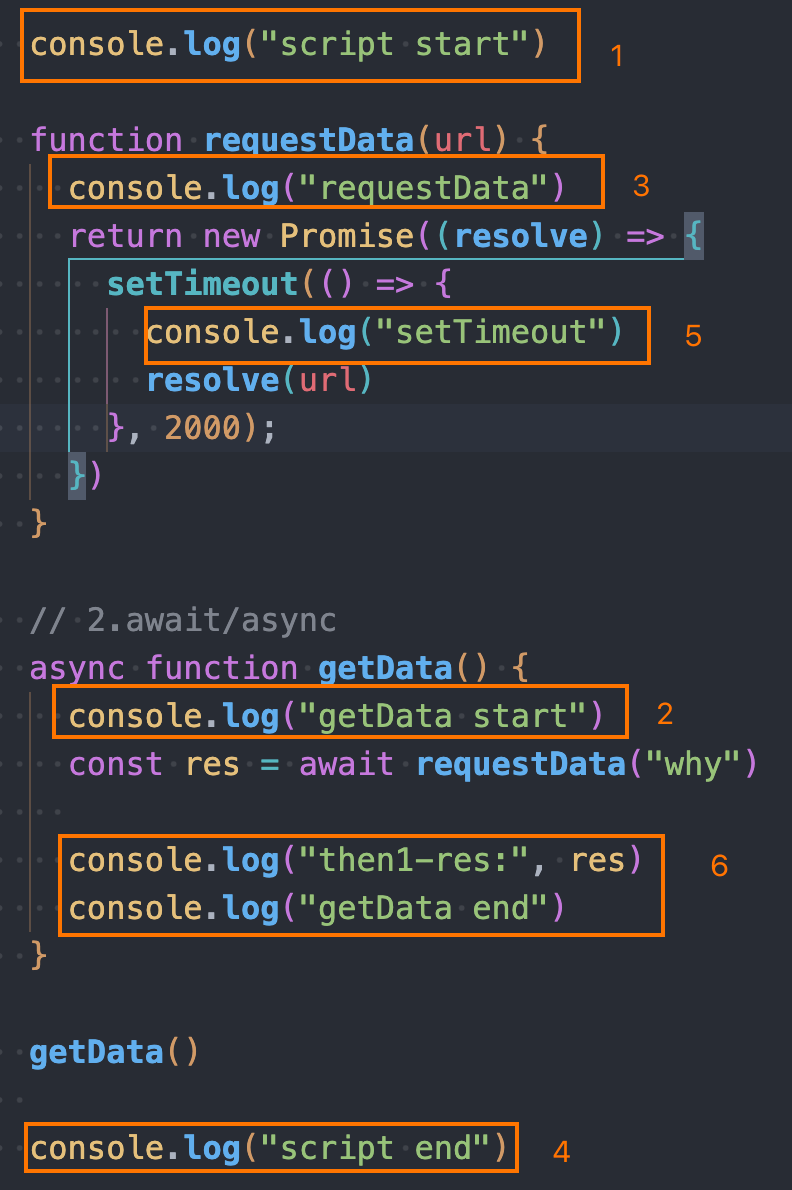 console.log("script start") 1
function requestData(url) {
console.log("requestData") 3
return new Promise((resolve) => {
setTimeout(() => {
console.log("setTimeout") 5
resolve(url)
}, 2000);
})
}
// 2.await/async
async function getData() {
console.log("getData start") 2
const res = await requestData("why")
console.log("then1-res:", res) 6
console.log("getData end")
}
getData()
console.log("script end") 4